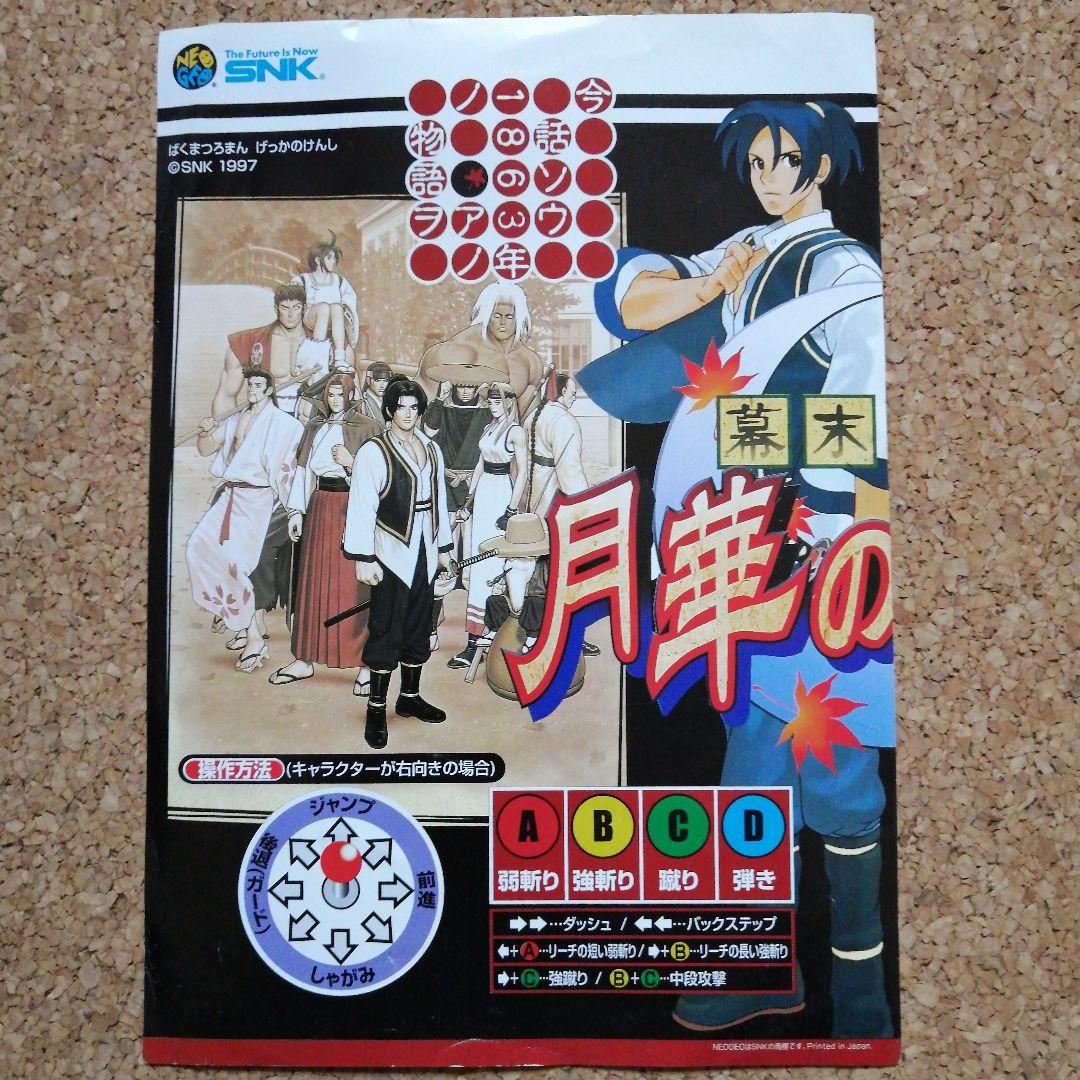 NEO GEO
The Future Is Now
SNK®
ばくまつろまん げっかのけんし
©SNK 1997
今
話ソウ
1863年
ノ アノ
物語ヲ
幕末
月華の
操作方法 (キャラクターが右向きの場合)
ジャンプ
前進
しゃがみ
後退(ガード)
A B C D
弱斬り 強斬り 蹴り 弾き
➡➡…ダッシュ / ⬅⬅…バックステップ
⬅+A…リーチの短い弱斬り / ➡+B…リーチの長い強斬り
➡+C…強蹴り / B+C…中段攻撃
NEOGEOはSNKの商標です。Printed in Japan.